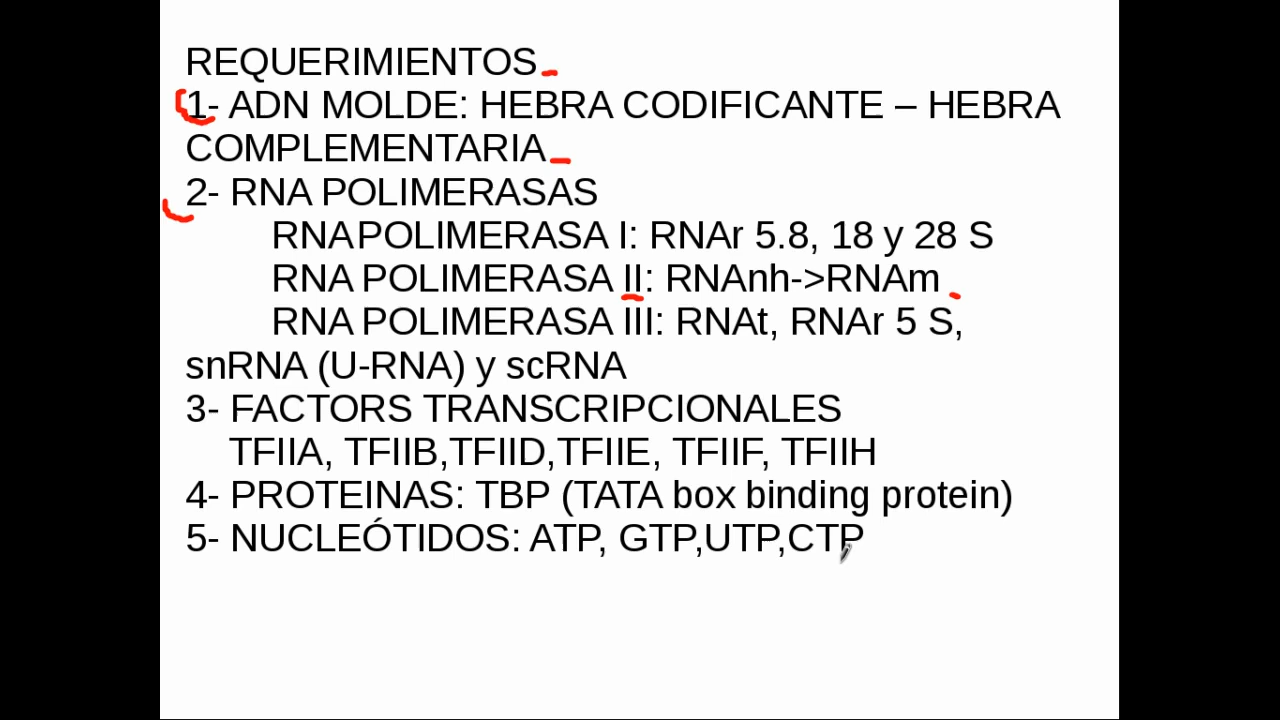 REQUERIMIENTOS
1- ADN MOLDE: HEBRA CODIFICANTE – HEBRA
COMPLEMENTARIA
2- RNA POLIMERASAS
RNA POLIMERASA I: RNAr 5.8, 18 y 28 S
RNA POLIMERASA II: RNAnh->RNAm
RNA POLIMERASA III: RNAt, RNAr 5 S,
snRNA (U-RNA) y scRNA
3- FACTORS TRANSCRIPCIONALES
TFIIA, TFIIB,TFIID,TFIIE, TFIIF, TFIIH
4- PROTEINAS: TBP (TATA box binding protein)
5- NUCLEÓTIDOS: ATP, GTP,UTP,CTP